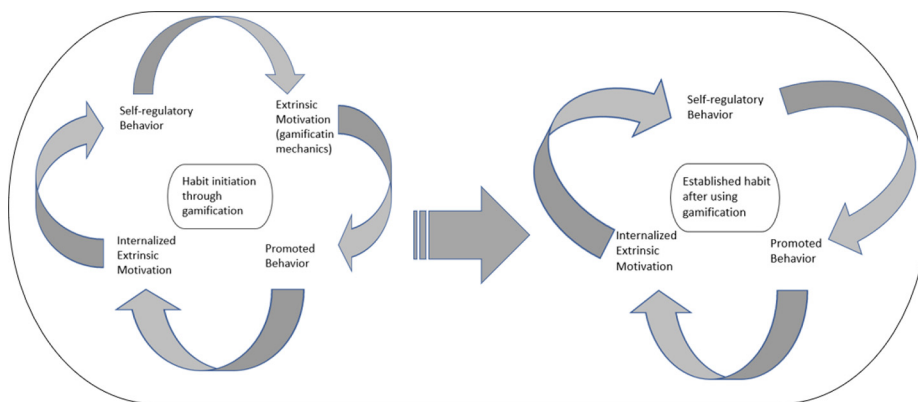 Self-regulatory
Behavior
Extrinsic
Motivation
(gamificatin
mechanics)
Habit initiation
through
gamification
Internalized
Extrinsic
Motivation
Promoted
Behavior
Self-regulatory
Behavior
Established habit
after using
gamification
Internalized
Extrinsic
Motivation
Promoted
Behavior